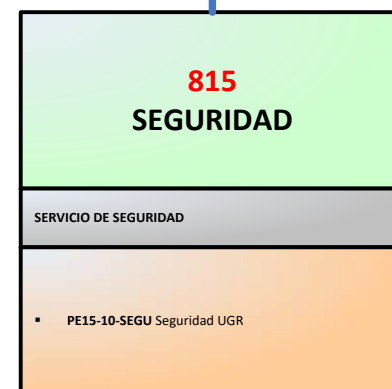 815
SEGURIDAD
SERVICIO DE SEGURIDAD
▪ PE15-10-SEGU Seguridad UGR